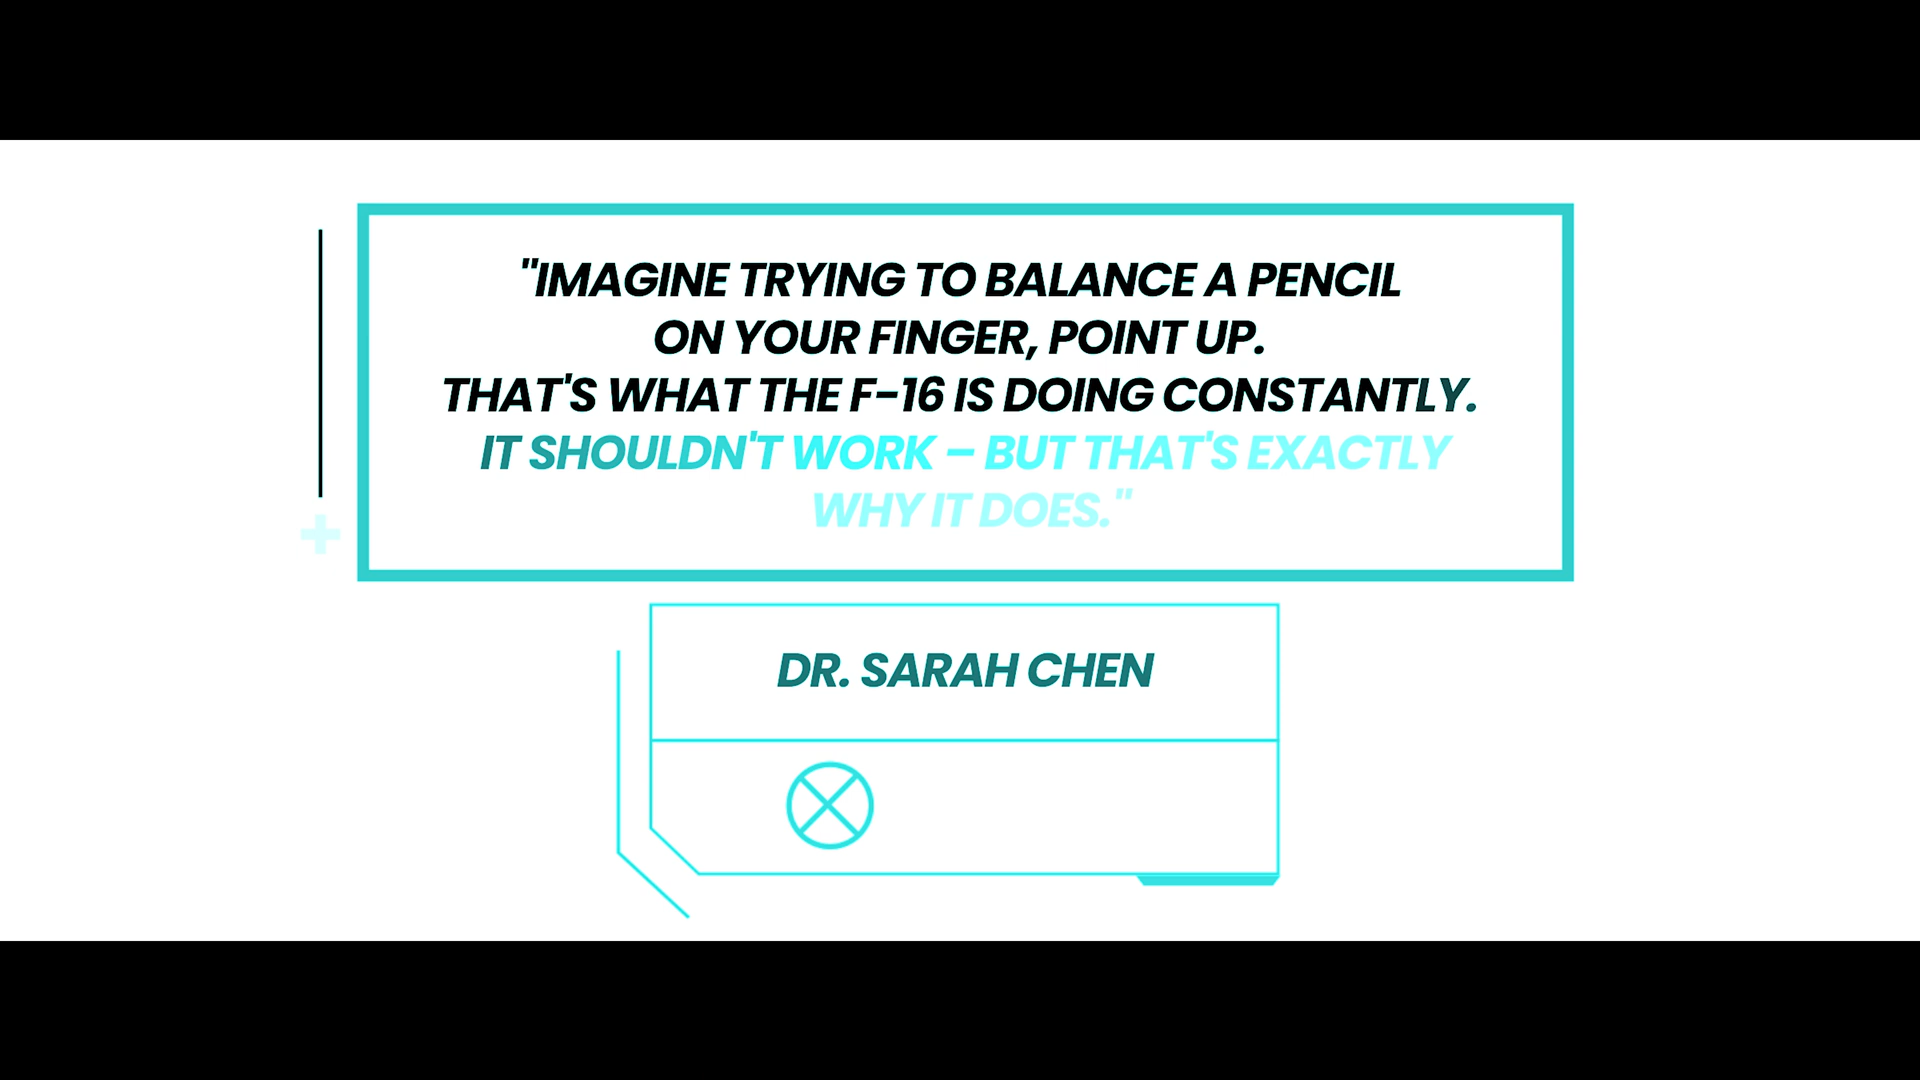 "IMAGINE TRYING TO BALANCE A PENCIL
ON YOUR FINGER, POINT UP.
THAT'S WHAT THE F-16 IS DOING CONSTANTLY.
IT SHOULDN'T WORK – BUT THAT'S EXACTLY
WHY IT DOES."
DR. SARAH CHEN